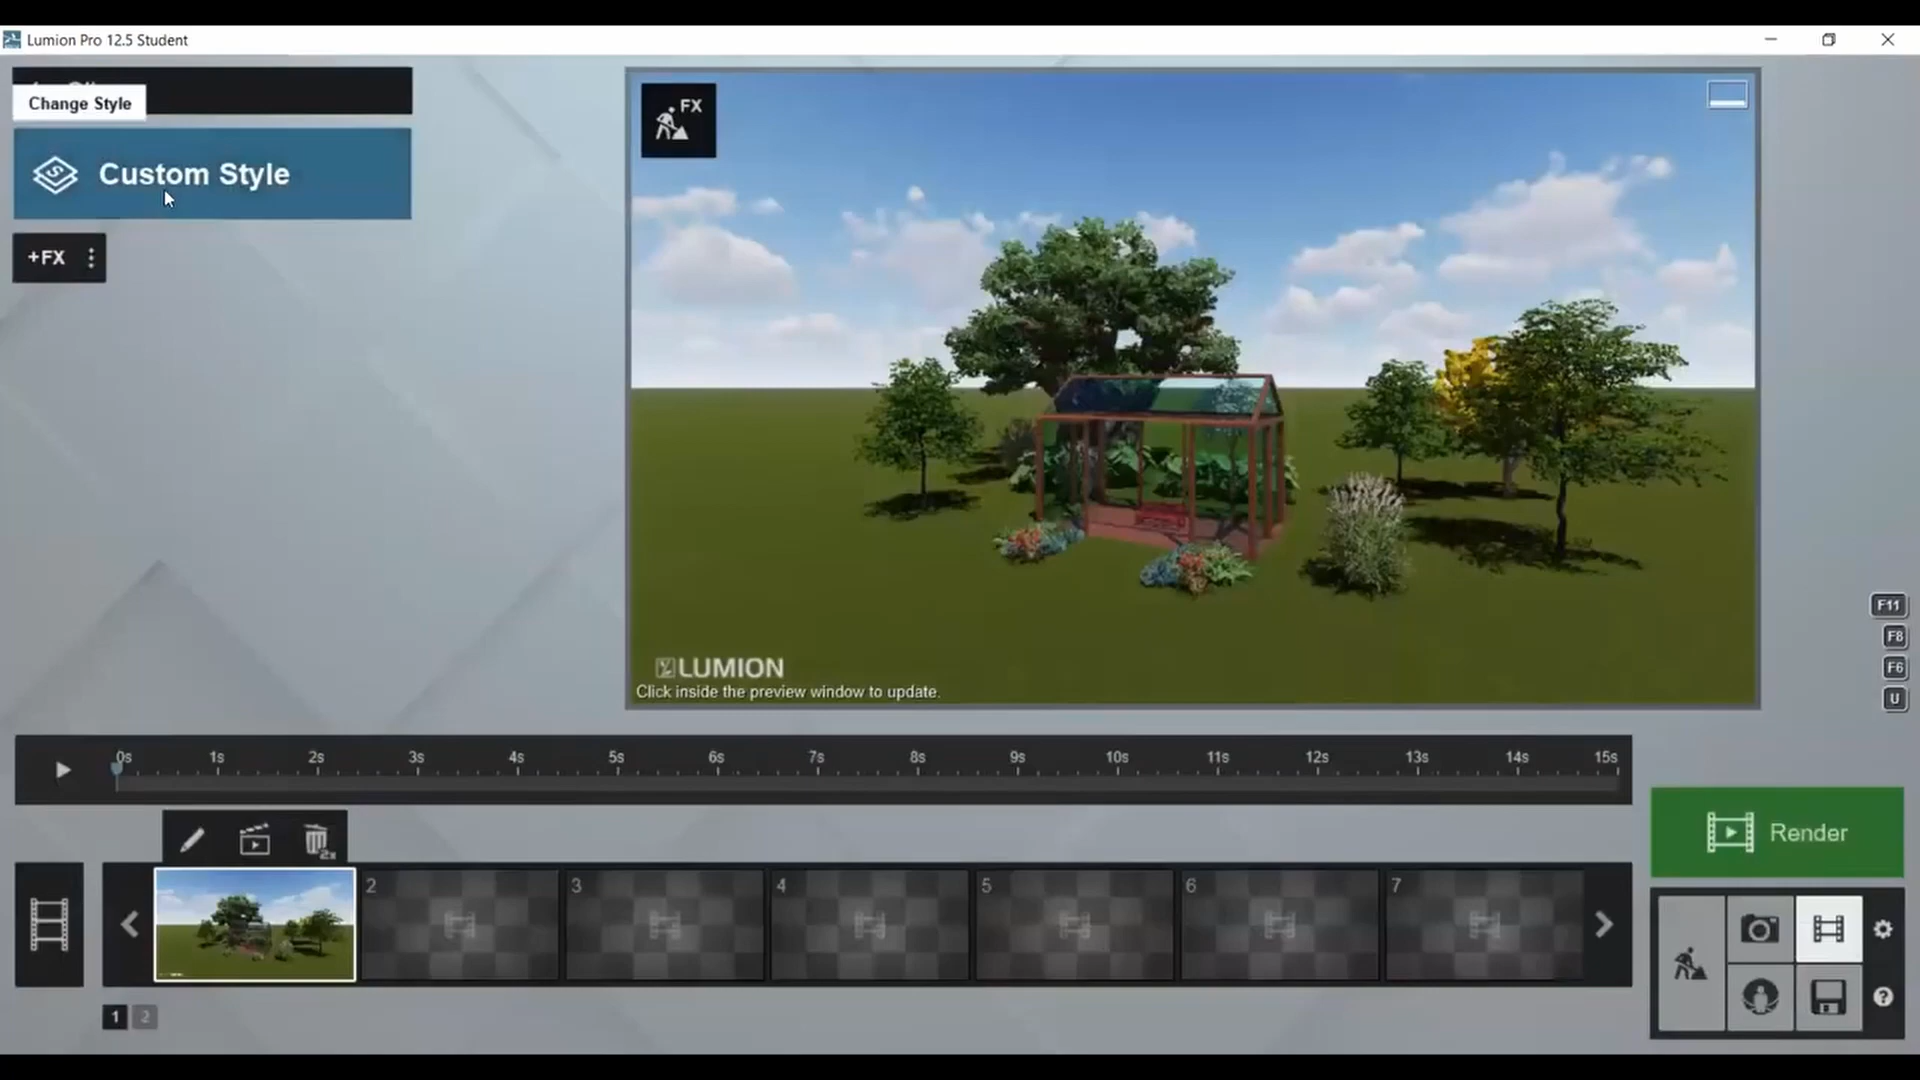 Lumion Pro 12.5 Student
Change Style
Custom Style
+FX
FX
LUMION
Click inside the preview window to update.
F11
F8
F6
U
0s 1s 2s 3s 4s 5s 6s 7s 8s 9s 10s 11s 12s 13s 14s 15s
2x
Render
2 3 4 5 6 7
1 2
?